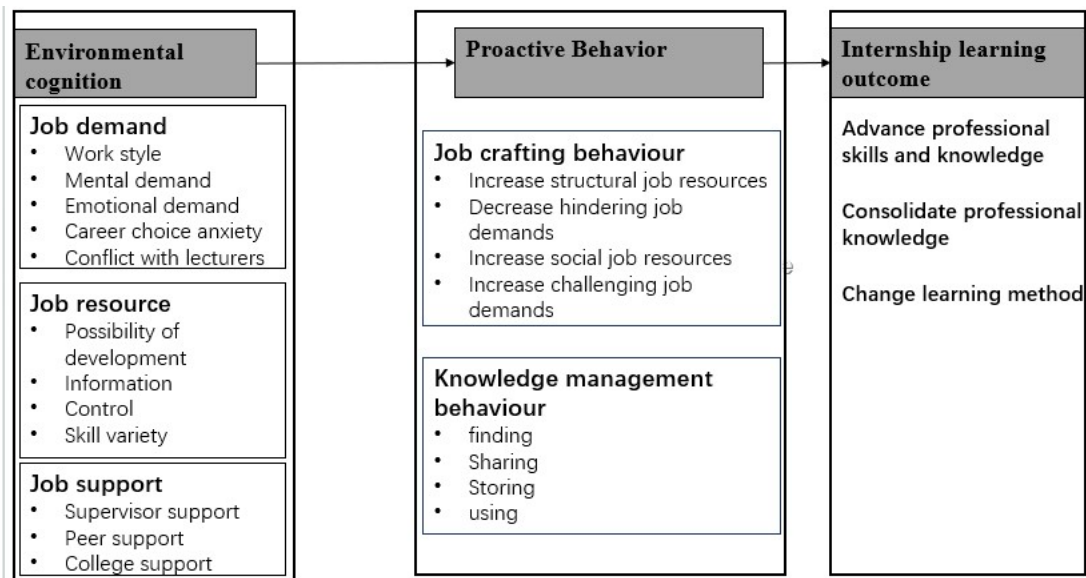 Environmental
cognition
Job demand
• Work style
• Mental demand
• Emotional demand
• Career choice anxiety
• Conflict with lecturers
Job resource
• Possibility of
development
• Information
• Control
• Skill variety
Job support
• Supervisor support
• Peer support
• College support
Proactive Behavior
Job crafting behaviour
• Increase structural job resources
• Decrease hindering job
demands
• Increase social job resources
• Increase challenging job
demands
e
Knowledge management
behaviour
• finding
• Sharing
• Storing
• using
Internship learning
outcome
Advance professional
skills and knowledge
Consolidate professional
knowledge
Change learning method